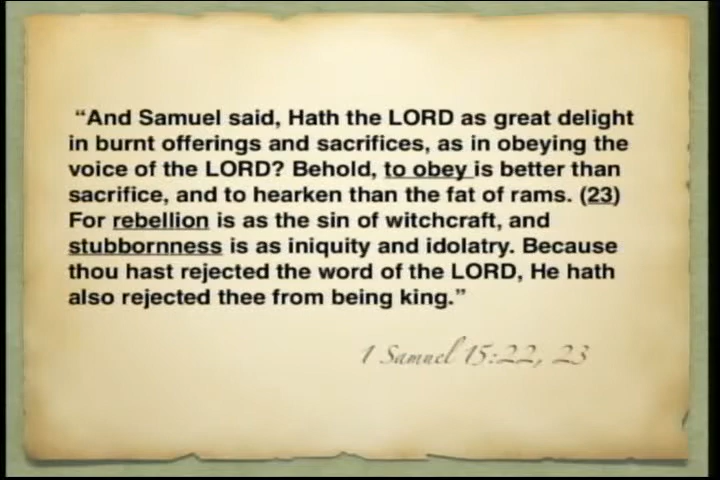 “And Samuel said, Hath the LORD as great delight
in burnt offerings and sacrifices, as in obeying the
voice of the LORD? Behold, to obey is better than
sacrifice, and to hearken than the fat of rams. (23)
For rebellion is as the sin of witchcraft, and
stubbornness is as iniquity and idolatry. Because
thou hast rejected the word of the LORD, He hath
also rejected thee from being king.”
1 Samuel 15:22, 23